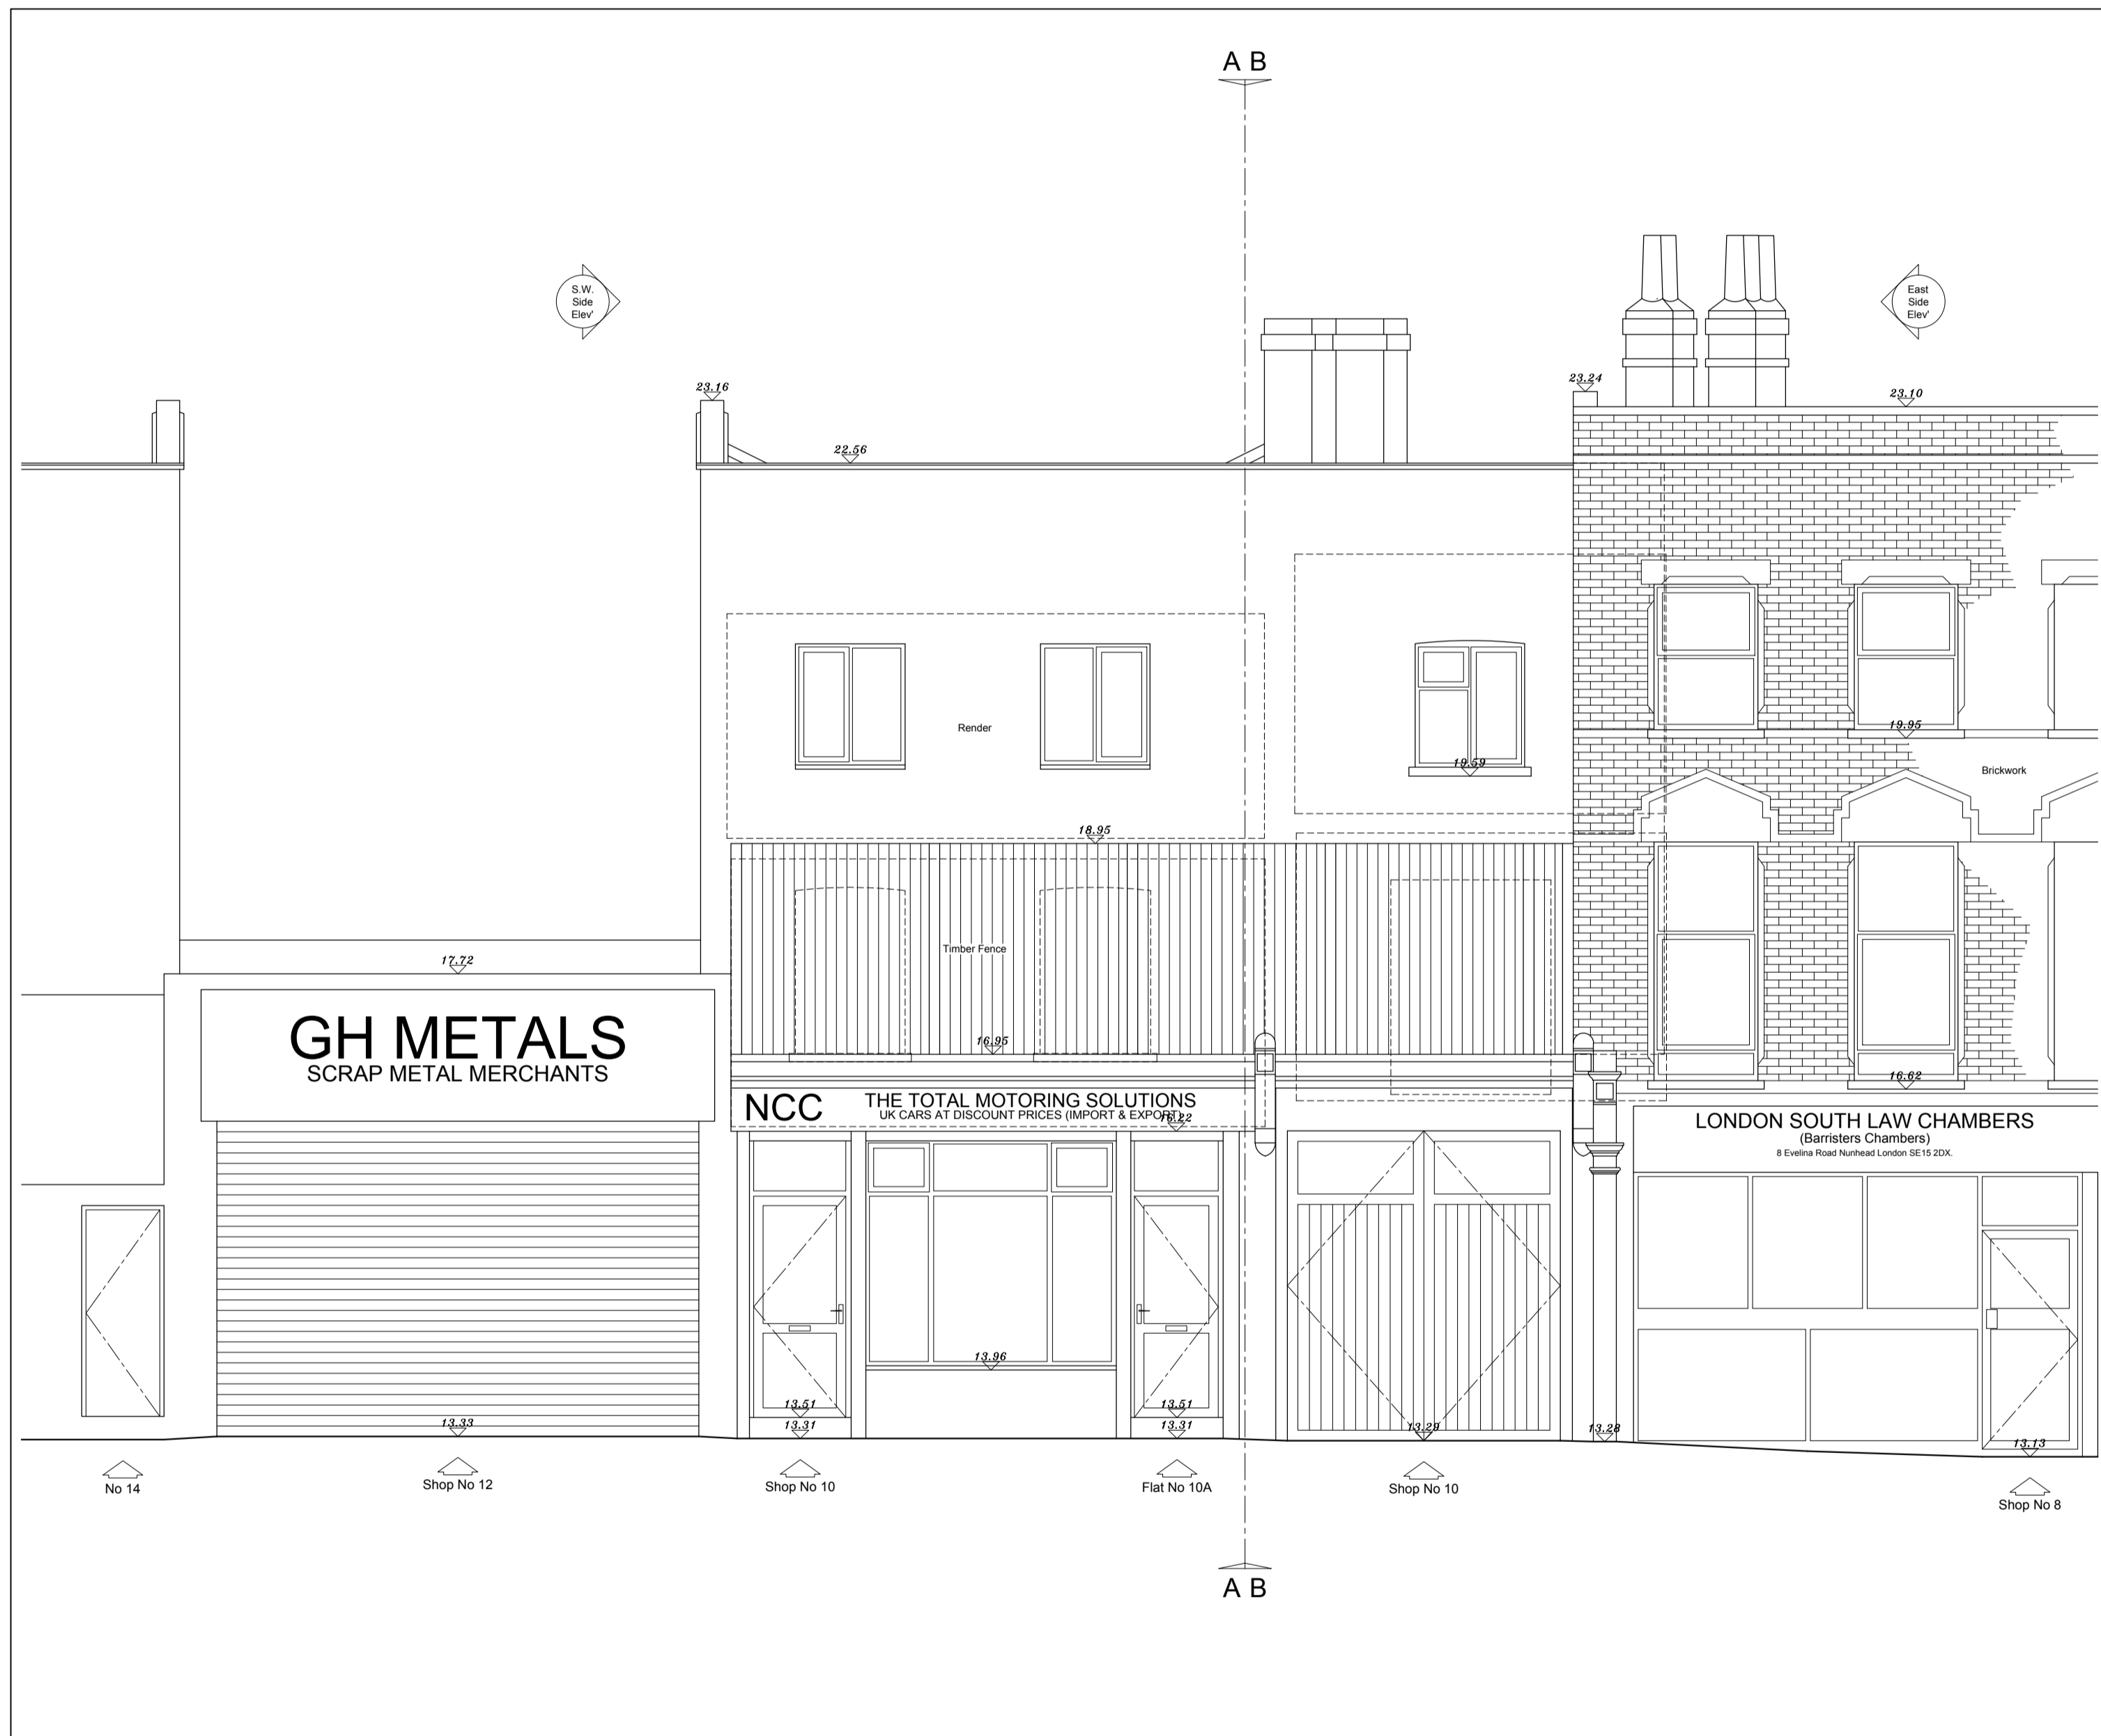 A B
S.W.
Side
Elev'
East
Side
Elev'
23.16
23.24
23.10
22.56
Render
19.95
19.59
Brickwork
18.95
Timber Fence
17.72
GH METALS
SCRAP METAL MERCHANTS
16.95
16.62
NCC
THE TOTAL MOTORING SOLUTIONS
UK CARS AT DISCOUNT PRICES (IMPORT & EXPORT)
16.22
LONDON SOUTH LAW CHAMBERS
(Barristers Chambers)
8 Evelina Road Nunhead London SE15 2DX.
13.96
13.51
13.51
13.33
13.31
13.31
13.29
13.28
13.13
No 14
Shop No 12
Shop No 10
Flat No 10A
Shop No 10
Shop No 8
A B